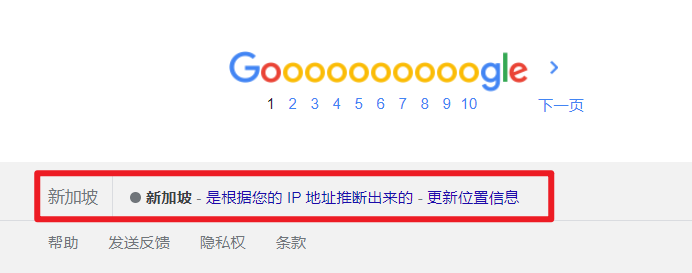 Gooooooooooogle >
1 2 3 4 5 6 7 8 9 10 下一页
新加坡 ● 新加坡 - 是根据您的 IP 地址推断出来的 - 更新位置信息
帮助 发送反馈 隐私权 条款